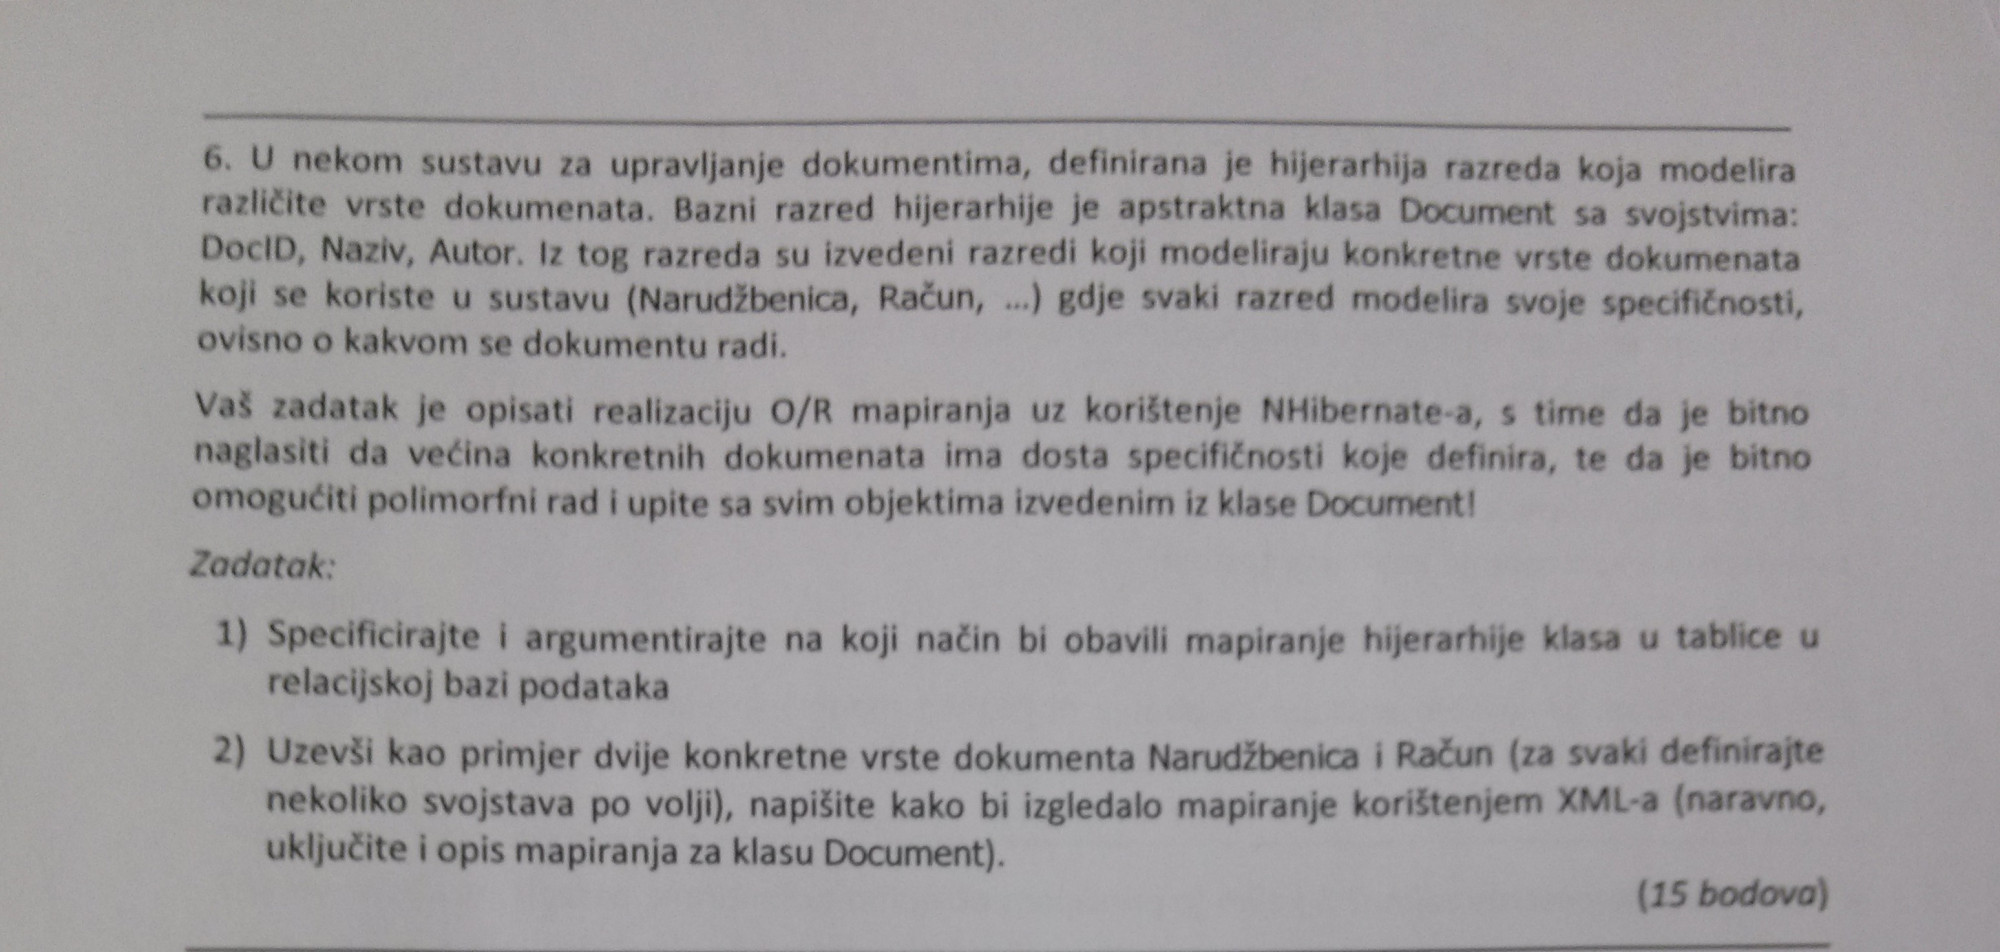 6. U nekom sustavu za upravljanje dokumentima, definirana je hijerarhija razreda koja modelira
različite vrste dokumenata. Bazni razred hijerarhije je apstraktna klasa Document sa svojstvima:
DocID, Naziv, Autor. Iz tog razreda su izvedeni razredi koji modeliraju konkretne vrste dokumenata
koji se koriste u sustavu (Narudžbenica, Račun, ...) gdje svaki razred modelira svoje specifičnosti,
ovisno o kakvom se dokumentu radi.
Vaš zadatak je opisati realizaciju O/R mapiranja uz korištenje NHibernate-a, s time da je bitno
naglasiti da većina konkretnih dokumenata ima dosta specifičnosti koje definira, te da je bitno
omogućiti polimorfni rad i upite sa svim objektima izvedenim iz klase Document!
Zadatak:
1) Specificirajte i argumentirajte na koji način bi obavili mapiranje hijerarhije klasa u tablice u
relacijskoj bazi podataka
2) Uzevši kao primjer dvije konkretne vrste dokumenta Narudžbenica i Račun (za svaki definirajte
nekoliko svojstava po volji), napišite kako bi izgledalo mapiranje korištenjem XML-a (naravno,
uključite i opis mapiranja za klasu Document).
(15 bodova)